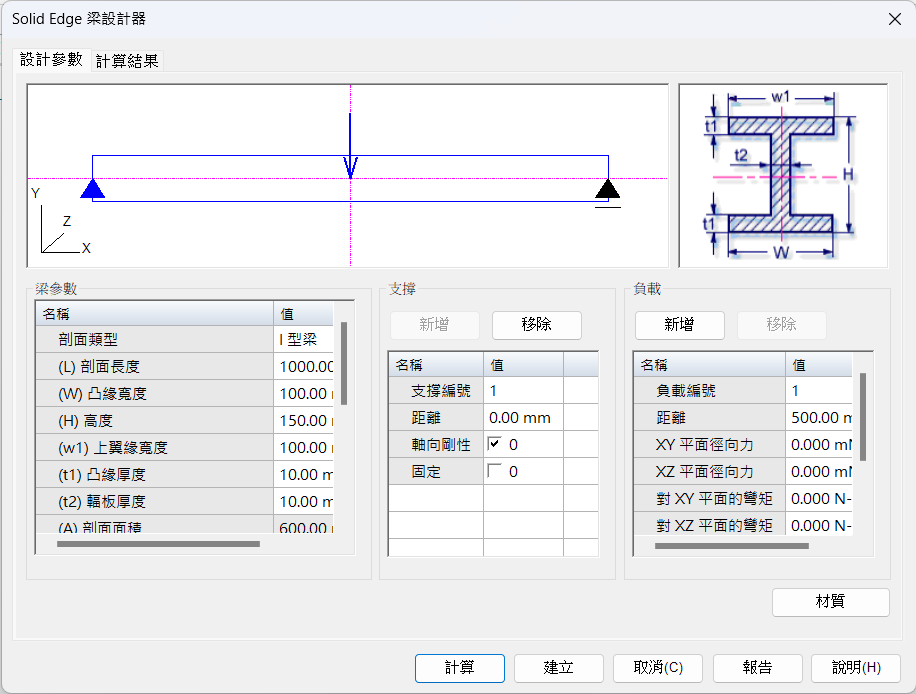 Solid Edge 梁設計器
設計參數 計算結果
Y
Z
X
w1
t1
t2
H
t1
W
梁參數
名稱 值
剖面類型 I 型梁
(L) 剖面長度 1000.00
(W) 凸緣寬度 100.00
(H) 高度 150.00
(w1) 上翼緣寬度 100.00
(t1) 凸緣厚度 10.00 m
(t2) 輻板厚度 10.00 m
(A) 剖面面積 600.00
支撐
新增 移除
名稱 值
支撐編號 1
距離 0.00 mm
軸向剛性 0
固定 0
負載
新增 移除
名稱 值
負載編號 1
距離 500.00 m
XY 平面徑向力 0.000 mN
XZ 平面徑向力 0.000 mN
對 XY 平面的彎矩 0.000 N-
對 XZ 平面的彎矩 0.000 N-
材質
計算 建立 取消(C) 報告 說明(H)